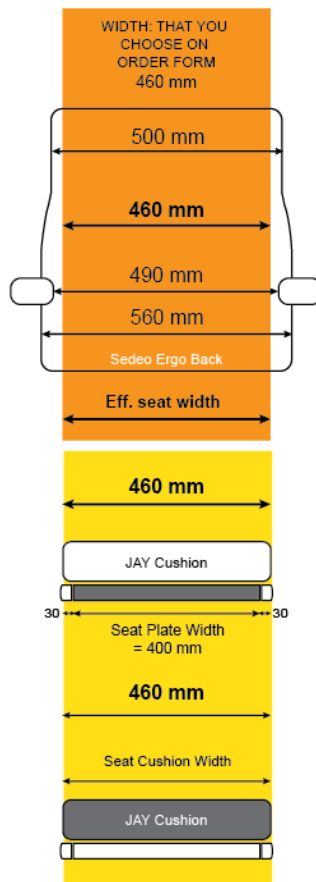 WIDTH: THAT YOU
CHOOSE ON
ORDER FORM
460 mm
500 mm
460 mm
490 mm
560 mm
Sedeo Ergo Back
Eff. seat width
460 mm
JAY Cushion
30 30
Seat Plate Width
= 400 mm
460 mm
Seat Cushion Width
JAY Cushion